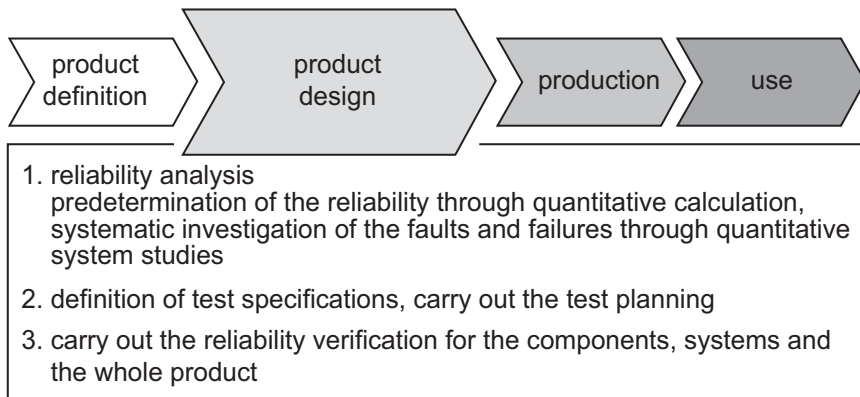 product
definition
product
design
production
use
1. reliability analysis
predetermination of the reliability through quantitative calculation,
systematic investigation of the faults and failures through quantitative
system studies
2. definition of test specifications, carry out the test planning
3. carry out the reliability verification for the components, systems and
the whole product